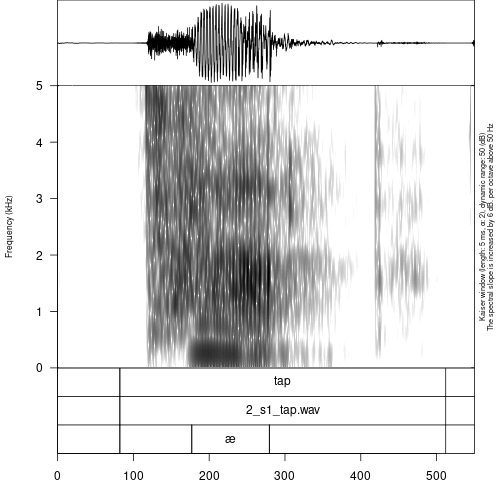 5
4
3
2
1
0
Frequency (kHz)
Kaiser window (length: 5 ms, α: 2), dynamic range: 50 (dB)
The spectral slope is increased by 6 dB per octave above 50 Hz
tap
2_s1_tap.wav
æ
0 100 200 300 400 500